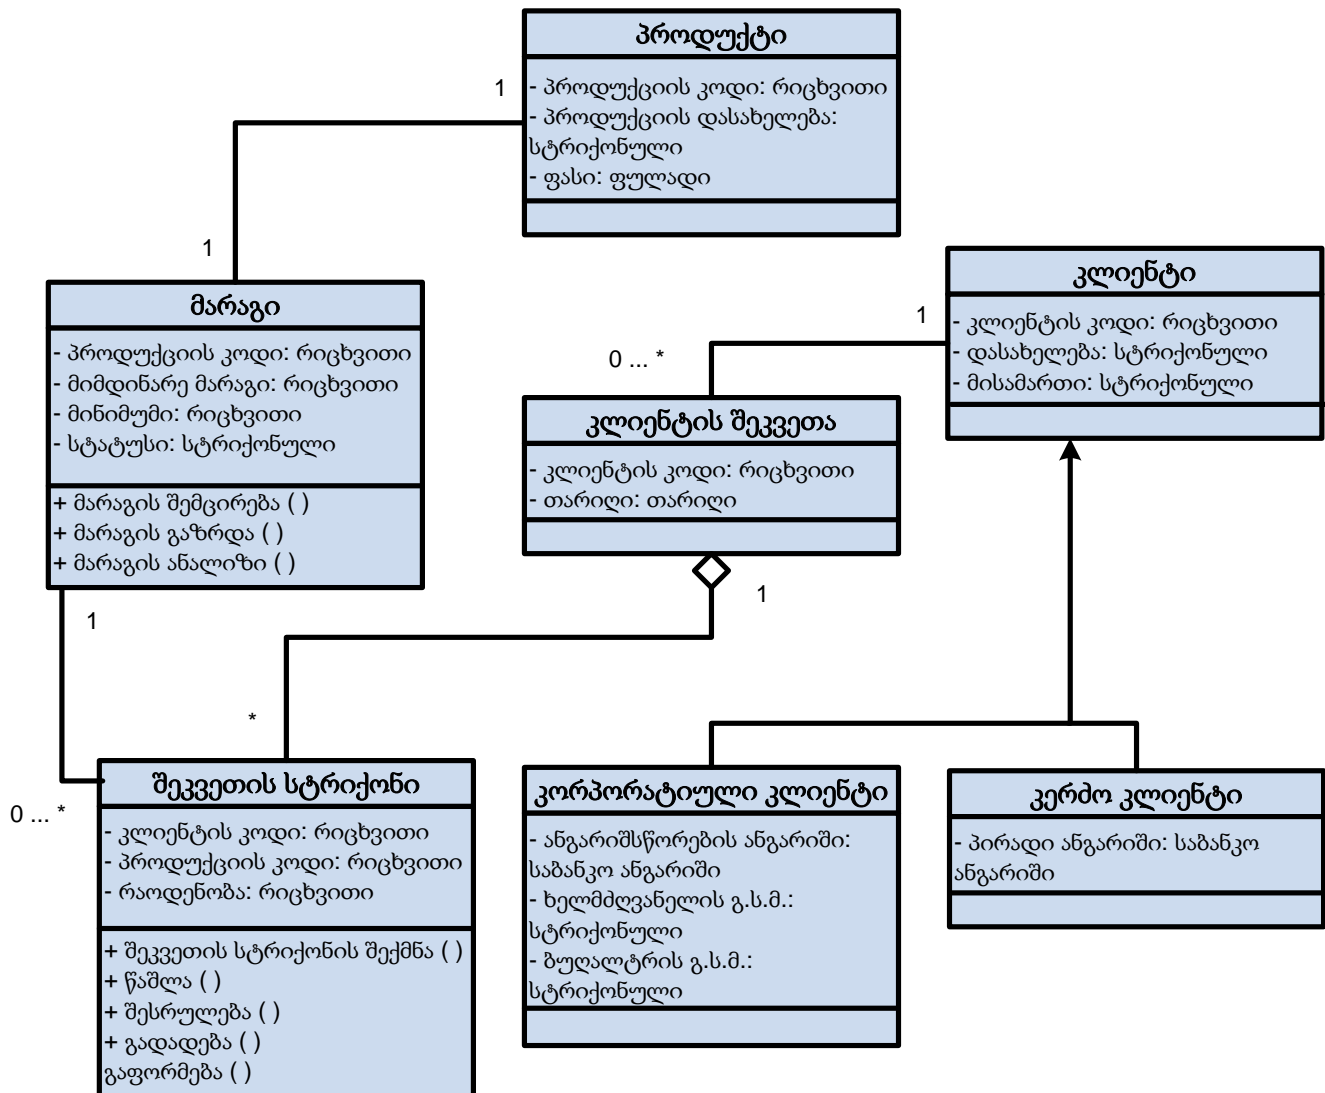 პროდუქტი
- პროდუქციის კოდი: რიცხვითი
- პროდუქციის დასახელება:
სტრიქონული
- ფასი: ფულადი
1
1
მარაგი
- პროდუქციის კოდი: რიცხვითი
- მიმდინარე მარაგი: რიცხვითი
- მინიმუმი: რიცხვითი
- სტატუსი: სტრიქონული
+ მარაგის შემცირება ( )
+ მარაგის გაზრდა ( )
+ მარაგის ანალიზი ( )
კლიენტი
- კლიენტის კოდი: რიცხვითი
- დასახელება: სტრიქონული
- მისამართი: სტრიქონული
1
0 ... *
კლიენტის შეკვეთა
- კლიენტის კოდი: რიცხვითი
- თარიღი: თარიღი
1
1
*
0 ... *
შეკვეთის სტრიქონი
- კლიენტის კოდი: რიცხვითი
- პროდუქციის კოდი: რიცხვითი
- რაოდენობა: რიცხვითი
+ შეკვეთის სტრიქონის შექმნა ( )
+ წაშლა ( )
+ შესრულება ( )
+ გადადება ( )
გაფორმება ( )
კორპორატიული კლიენტი
- ანგარიშსწორების ანგარიში:
საბანკო ანგარიში
- ხელმძღვანელის გ.ს.მ.:
სტრიქონული
- ბუღალტრის გ.ს.მ.:
სტრიქონული
კერძო კლიენტი
- პირადი ანგარიში: საბანკო
ანგარიში